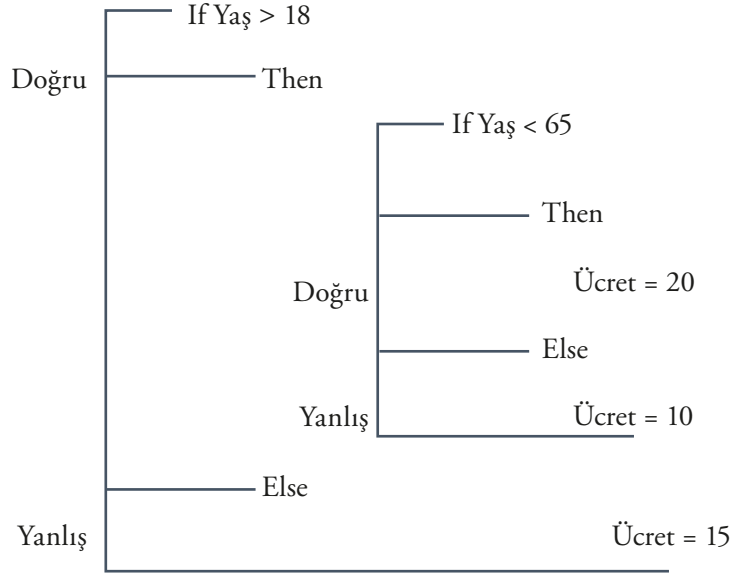 If Yaş > 18
Doğru
Then
If Yaş < 65
Then
Doğru
Ücret = 20
Else
Yanlış
Ücret = 10
Else
Yanlış
Ücret = 15